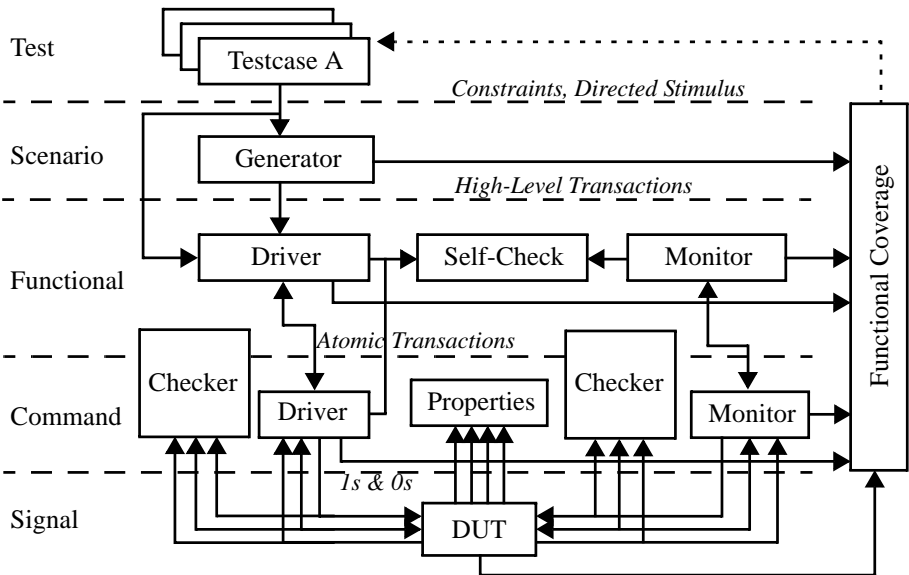 Test
Testcase A
Constraints, Directed Stimulus
Scenario
Generator
High-Level Transactions
Functional
Driver
Self-Check
Monitor
Functional Coverage
Atomic Transactions
Command
Checker
Driver
Properties
Checker
Monitor
1s & 0s
Signal
DUT